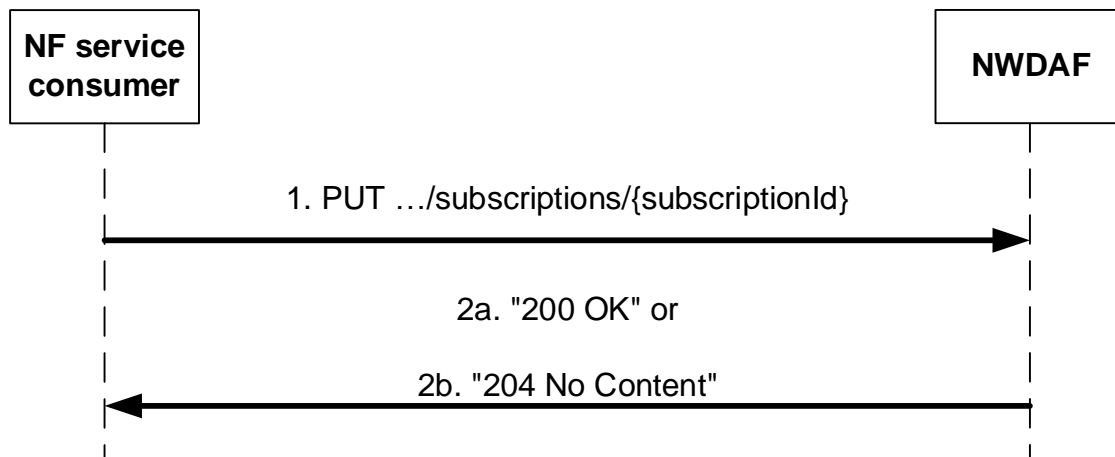 NF service
consumer
NWDAF
1. PUT …/subscriptions/{subscriptionId}
2a. "200 OK" or
2b. "204 No Content"